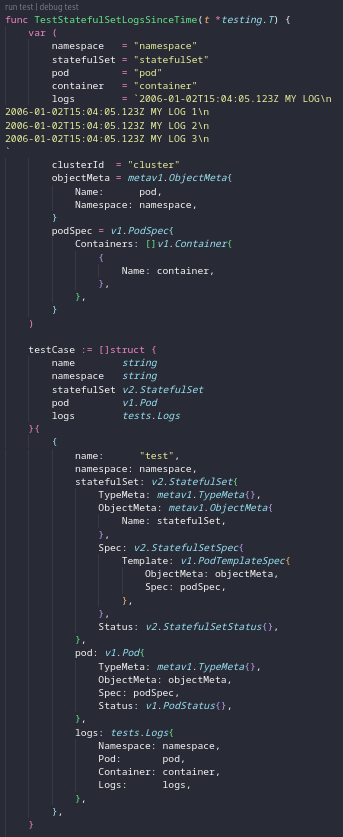 run test | debug test
func TestStatefulSetLogsSinceTime(t *testing.T) {
    var (
        namespace   = "namespace"
        statefulSet = "statefulSet"
        pod         = "pod"
        container   = "container"
        logs        = `2006-01-02T15:04:05.123Z MY LOG\n
2006-01-02T15:04:05.123Z MY LOG 1\n
2006-01-02T15:04:05.123Z MY LOG 2\n
2006-01-02T15:04:05.123Z MY LOG 3\n
`
        clusterId  = "cluster"
        objectMeta = metav1.ObjectMeta{
            Name:      pod,
            Namespace: namespace,
        }
        podSpec = v1.PodSpec{
            Containers: []v1.Container{
                {
                    Name: container,
                },
            },
        }
    )

    testCase := []struct {
        name        string
        namespace   string
        statefulSet v2.StatefulSet
        pod         v1.Pod
        logs        tests.Logs
    }{
        {
            name:      "test",
            namespace: namespace,
            statefulSet: v2.StatefulSet{
                TypeMeta: metav1.TypeMeta{},
                ObjectMeta: metav1.ObjectMeta{
                    Name: statefulSet,
                },
                Spec: v2.StatefulSetSpec{
                    Template: v1.PodTemplateSpec{
                        ObjectMeta: objectMeta,
                        Spec: podSpec,
                    },
                },
                Status: v2.StatefulSetStatus{},
            },
            pod: v1.Pod{
                TypeMeta: metav1.TypeMeta{},
                ObjectMeta: objectMeta,
                Spec: podSpec,
                Status: v1.PodStatus{},
            },
            logs: tests.Logs{
                Namespace: namespace,
                Pod:       pod,
                Container: container,
                Logs:      logs,
            },
        },
    }